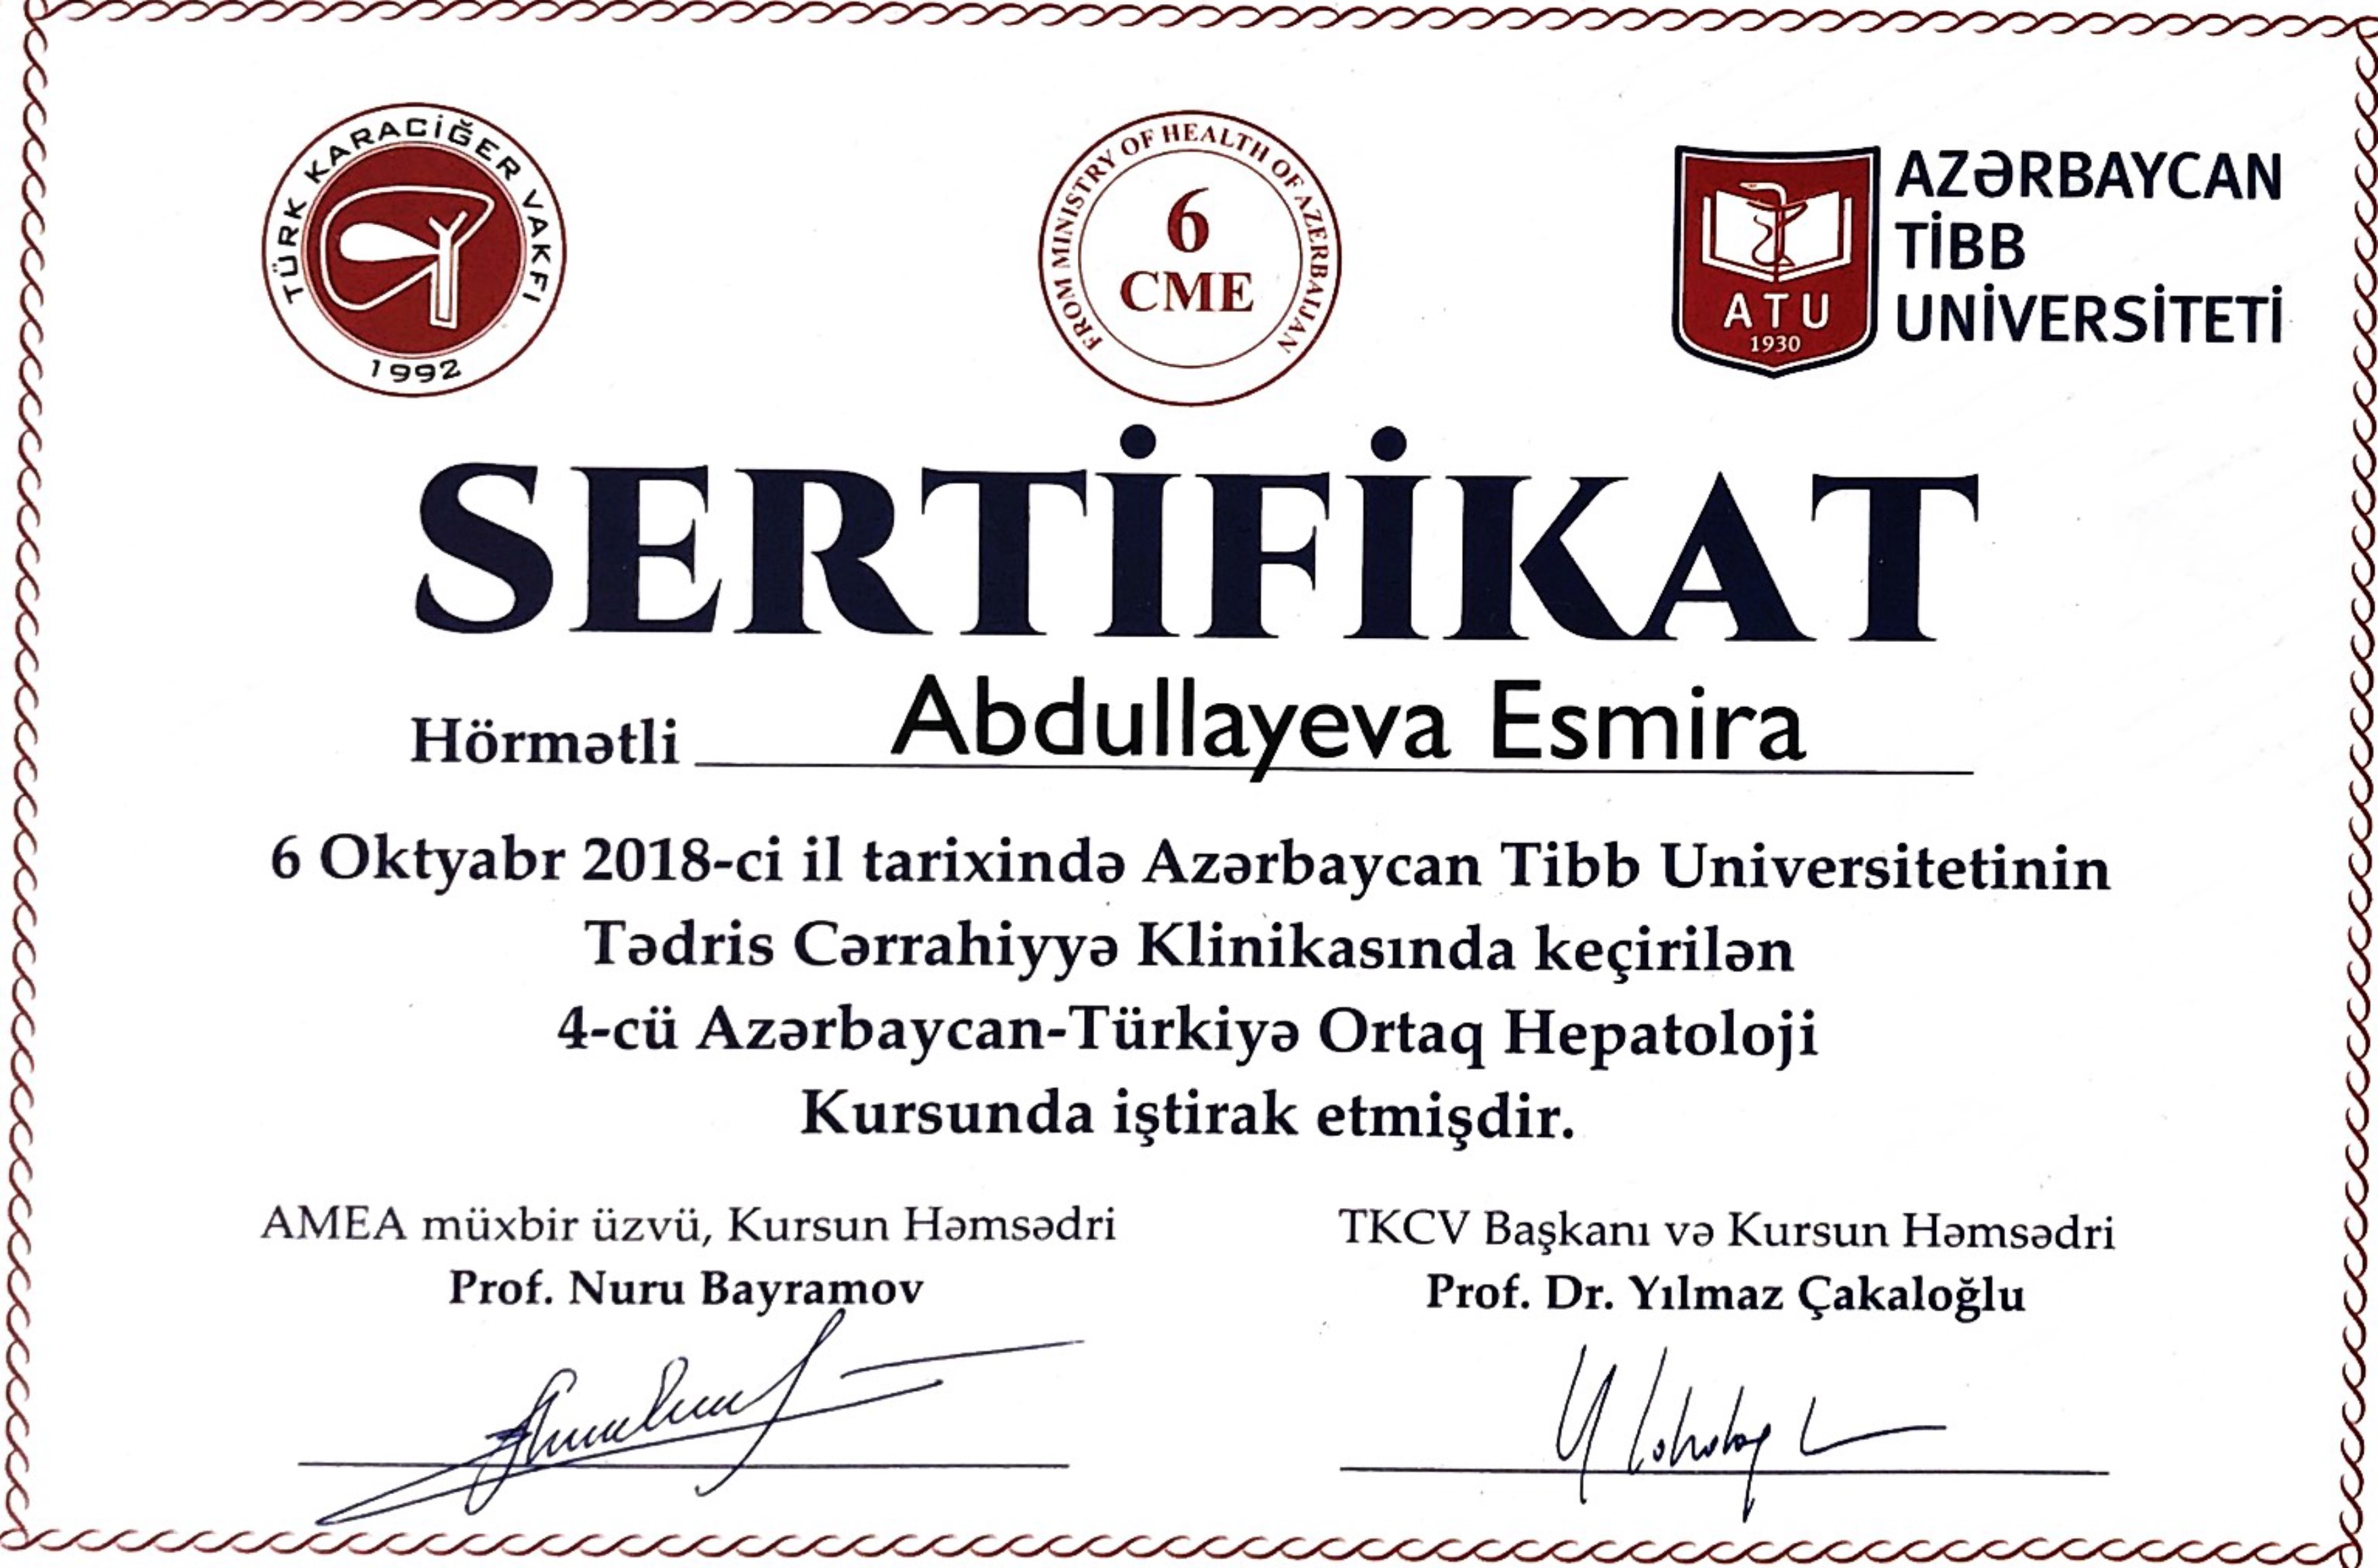 TÜRK KARACİĞER VAKFI
1992
FROM MINISTRY OF HEALTH OF AZERBAIJAN
6
CME
ATU
1930
AZƏRBAYCAN
TİBB
UNİVERSİTETİ
SERTİFİKAT
Hörmətli Abdullayeva Esmira
6 Oktyabr 2018-ci il tarixində Azərbaycan Tibb Universitetinin
Tədris Cərrahiyyə Klinikasında keçirilən
4-cü Azərbaycan-Türkiyə Ortaq Hepatoloji
Kursunda iştirak etmişdir.
AMEA müxbir üzvü, Kursun Həmsədri
Prof. Nuru Bayramov
TKCV Başkanı və Kursun Həmsədri
Prof. Dr. Yılmaz Çakaloğlu